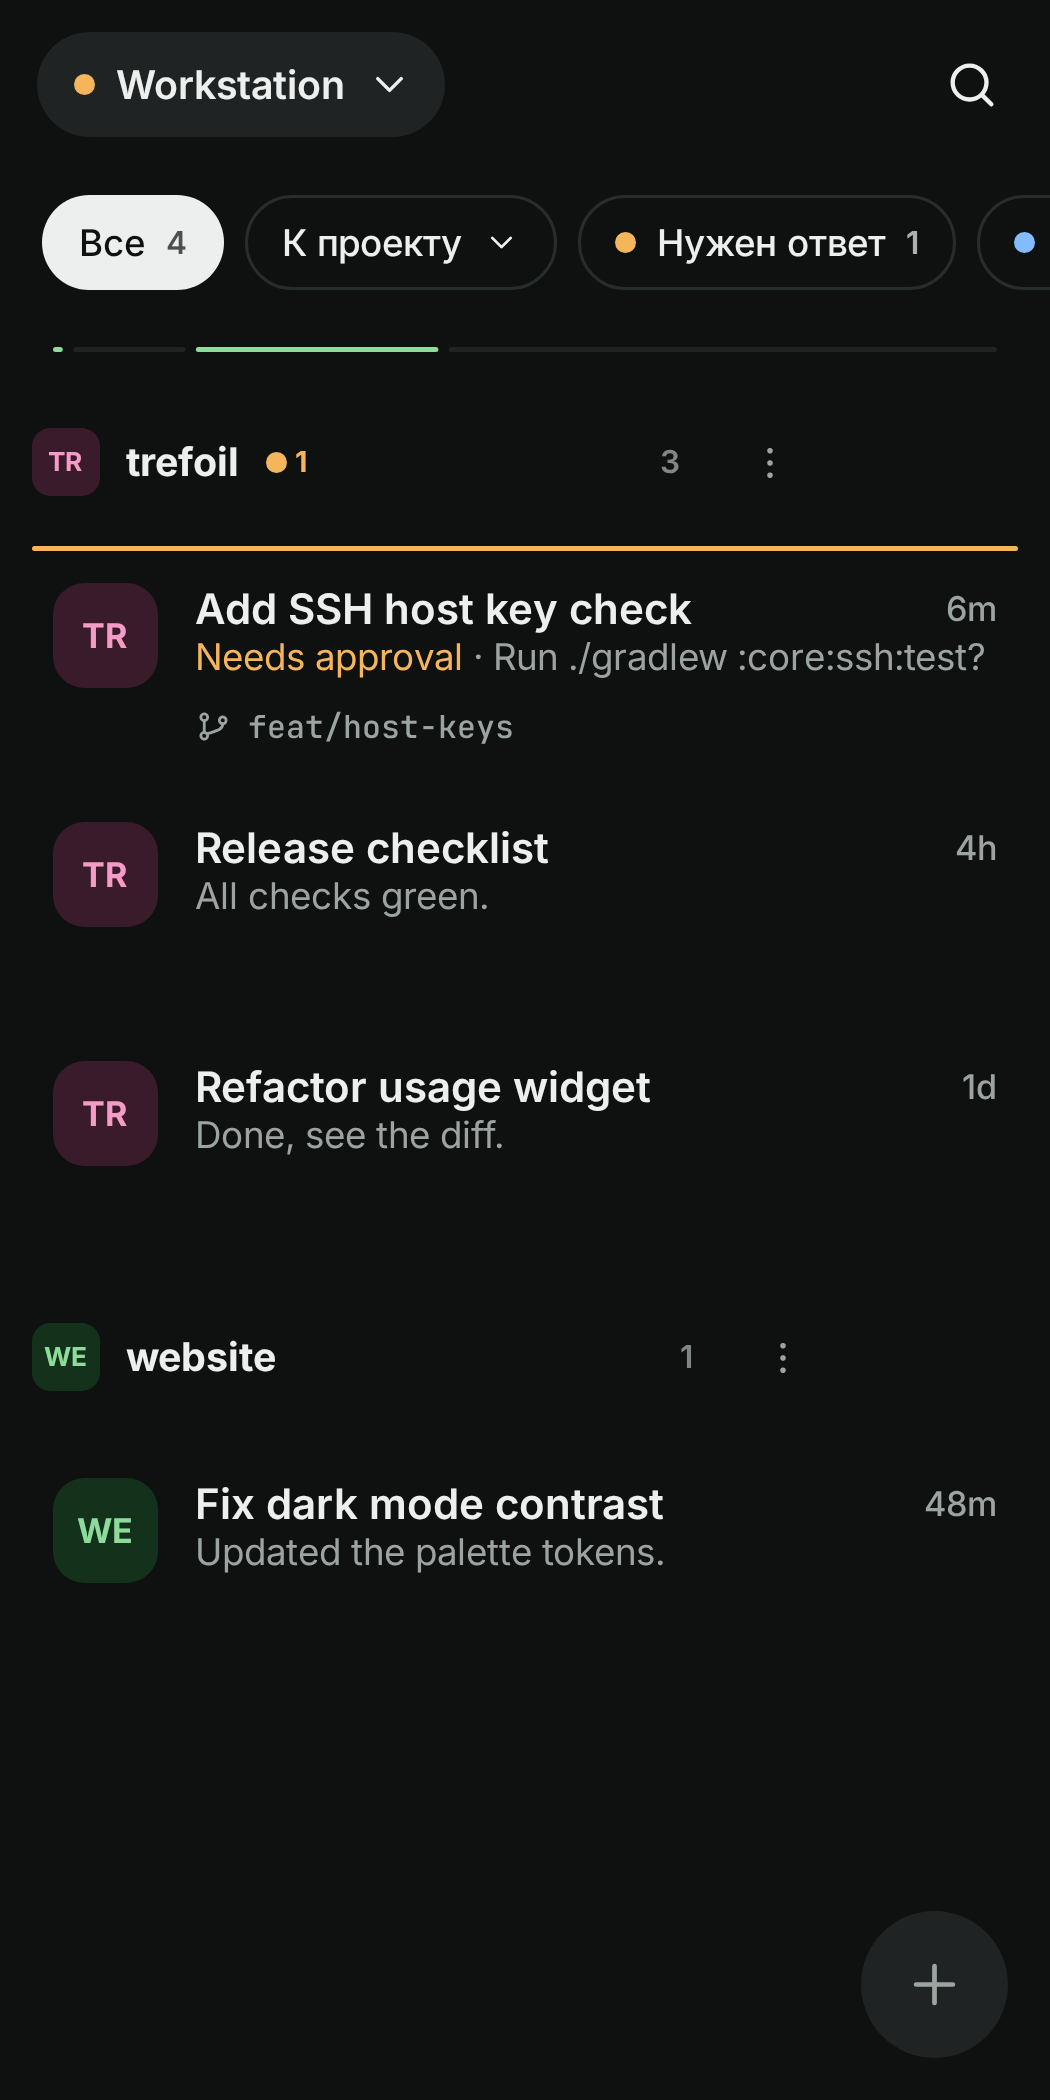 Workstation
Все 4 К проекту Нужен ответ 1
TR trefoil 1 3
TR Add SSH host key check 6m
Needs approval · Run ./gradlew :core:ssh:test?
feat/host-keys
TR Release checklist 4h
All checks green.
TR Refactor usage widget 1d
Done, see the diff.
WE website 1
WE Fix dark mode contrast 48m
Updated the palette tokens.